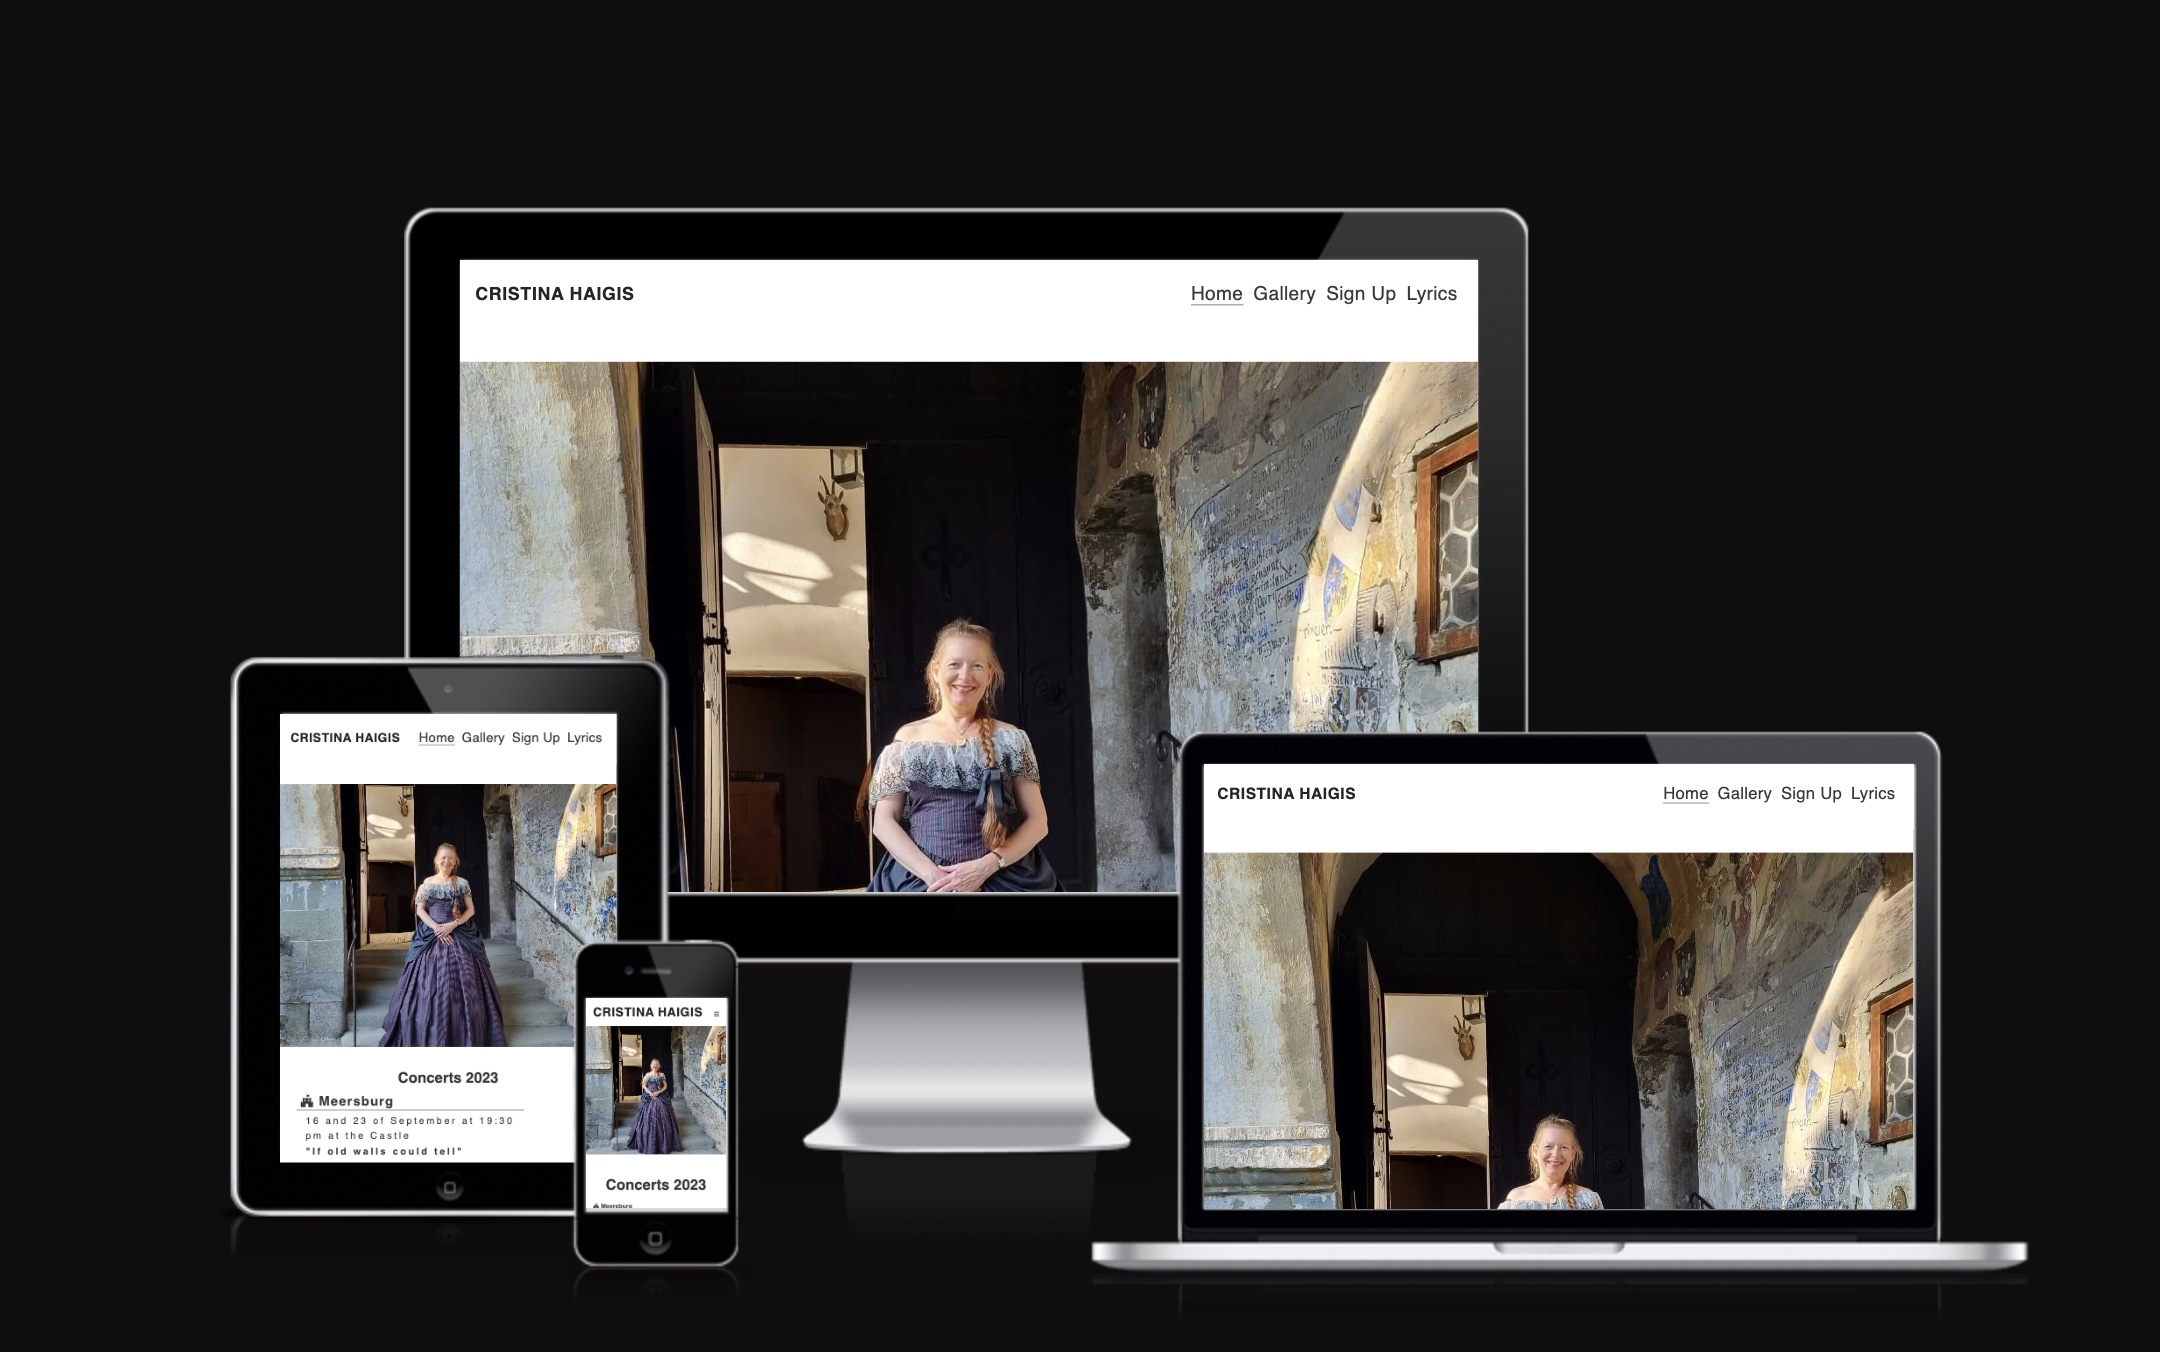 CRISTINA HAIGIS Home Gallery Sign Up Lyrics
CRISTINA HAIGIS Home Gallery Sign Up Lyrics
Concerts 2023
Meersburg
16 and 23 of September at 19:30
pm at the Castle
"If old walls could tell"
CRISTINA HAIGIS
Concerts 2023
Meersburg
CRISTINA HAIGIS Home Gallery Sign Up Lyrics